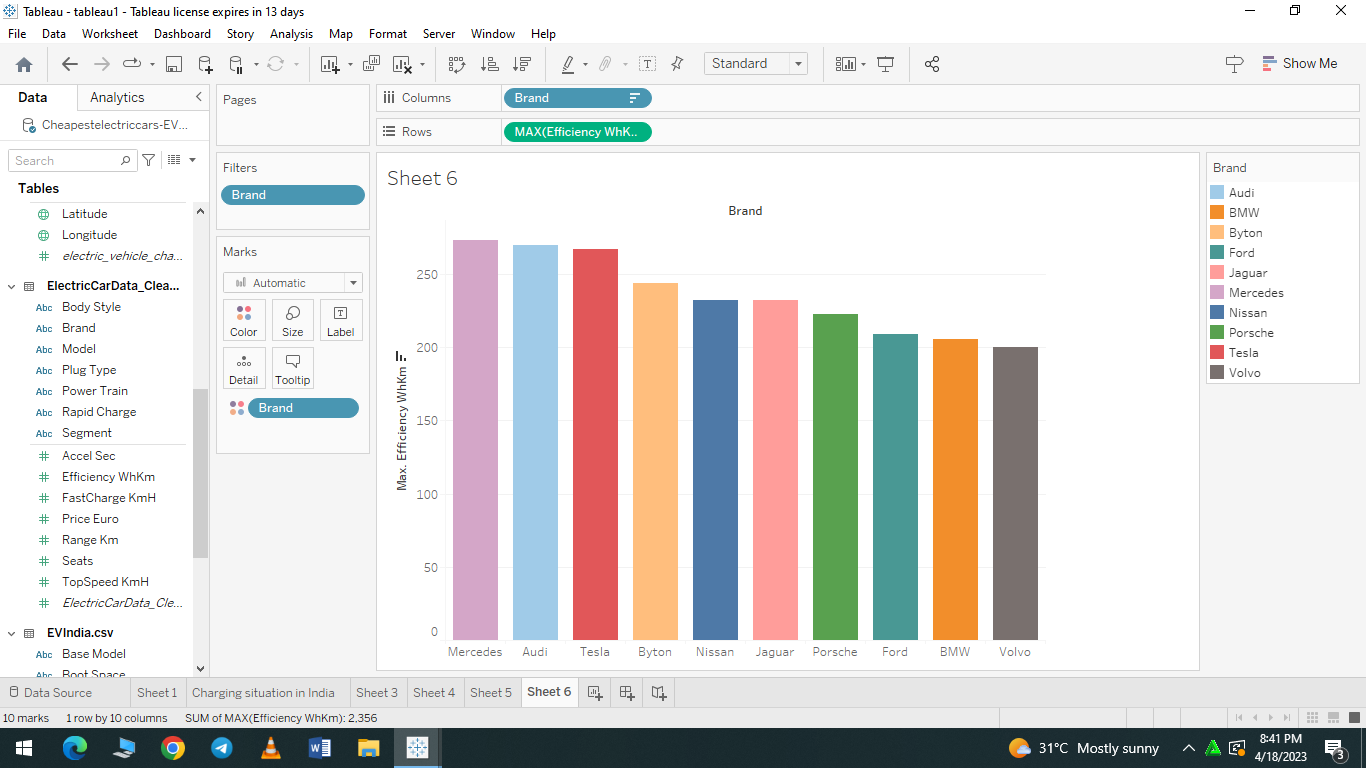 Tableau - tableau1 - Tableau license expires in 13 days
File Data Worksheet Dashboard Story Analysis Map Format Server Window Help
Standard
Show Me
Data Analytics
Cheapestelectriccars-EV...
Search
Tables
Latitude
Longitude
electric_vehicle_cha...
ElectricCarData_Clea...
Abc Body Style
Abc Brand
Abc Model
Abc Plug Type
Abc Power Train
Abc Rapid Charge
Abc Segment
Accel Sec
Efficiency WhKm
FastCharge KmH
Price Euro
Range Km
Seats
TopSpeed KmH
ElectricCarData_Cle...
EVIndia.csv
Abc Base Model
Abc Boot Space
Pages
Filters
Brand
Marks
Automatic
Color Size Label
Detail Tooltip
Brand
Columns Brand
Rows MAX(Efficiency WhK..
Sheet 6
Brand
Max. Efficiency WhKm
250
200
150
100
50
0
Mercedes Audi Tesla Byton Nissan Jaguar Porsche Ford BMW Volvo
Brand
Audi
BMW
Byton
Ford
Jaguar
Mercedes
Nissan
Porsche
Tesla
Volvo
Data Source Sheet 1 Charging situation in India Sheet 3 Sheet 4 Sheet 5 Sheet 6
10 marks 1 row by 10 columns SUM of MAX(Efficiency WhKm): 2,356
31°C Mostly sunny
8:41 PM
4/18/2023
3